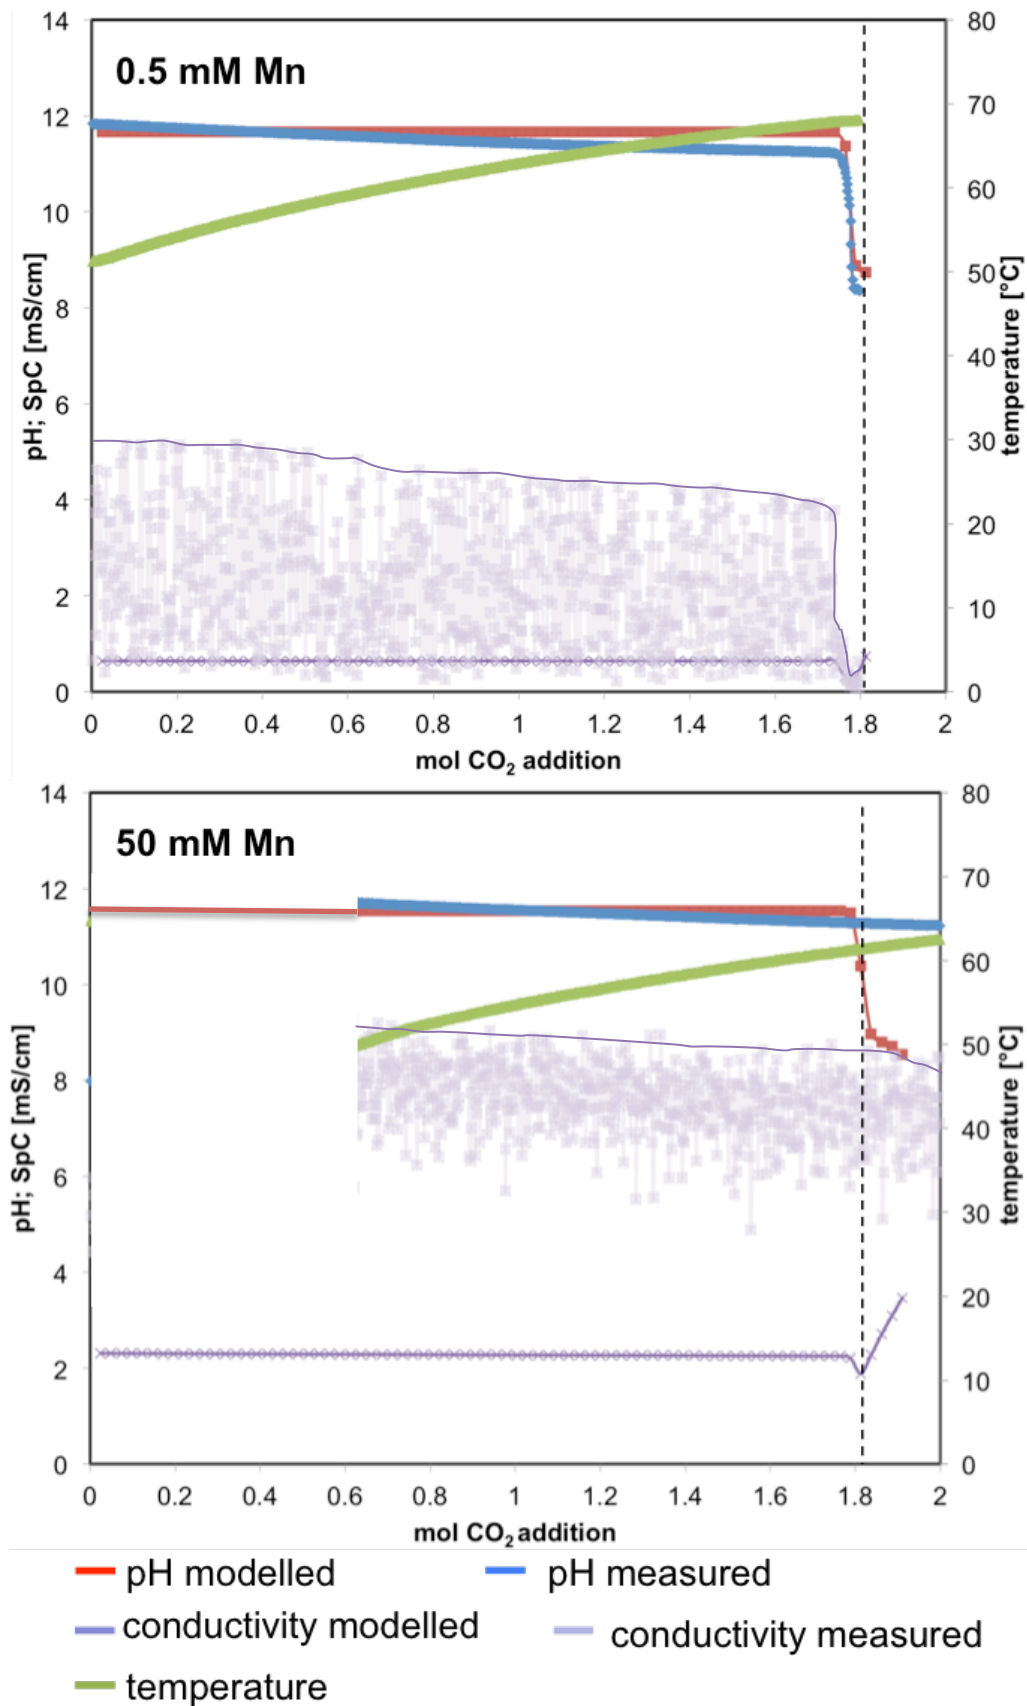 0.5 mM Mn
14
12
10
8
6
4
2
0
pH; SpC [mS/cm]
80
70
60
50
40
30
20
10
0
temperature [°C]
0 0.2 0.4 0.6 0.8 1 1.2 1.4 1.6 1.8 2
mol CO₂ addition
50 mM Mn
14
12
10
8
6
4
2
0
pH; SpC [mS/cm]
80
70
60
50
40
30
20
10
0
temperature [°C]
0 0.2 0.4 0.6 0.8 1 1.2 1.4 1.6 1.8 2
mol CO₂ addition
pH modelled pH measured
conductivity modelled conductivity measured
temperature